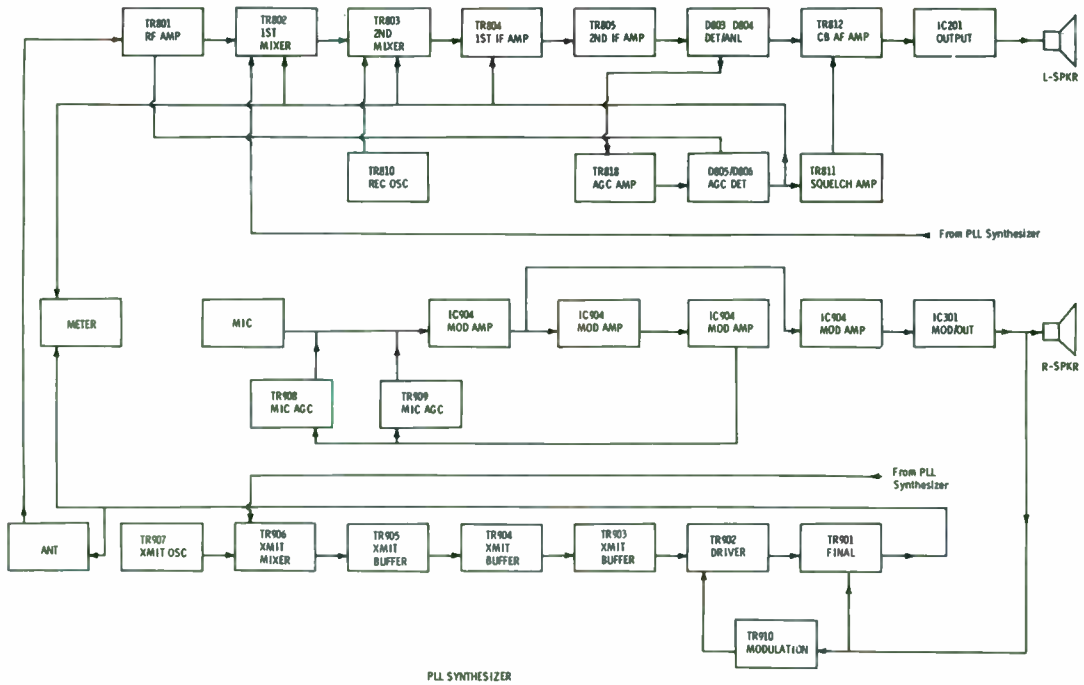 TR801
RF AMP
TR802
1ST
MIXER
TR803
2ND
MIXER
TR804
1ST IF AMP
TR805
2ND IF AMP
D803 D804
DET/ANL
TR812
CB AF AMP
IC201
OUTPUT
L-SPKR
TR810
REC OSC
TR818
AGC AMP
D805/D806
AGC DET
TR811
SQUELCH AMP
From PLL Synthesizer
METER
MIC
IC904
MOD AMP
IC904
MOD AMP
IC904
MOD AMP
IC904
MOD AMP
IC301
MOD/OUT
R-SPKR
TR908
MIC AGC
TR909
MIC AGC
From PLL
Synthesizer
ANT
TR907
XMIT OSC
TR906
XMIT
MIXER
TR905
XMIT
BUFFER
TR904
XMIT
BUFFER
TR903
XMIT
BUFFER
TR902
DRIVER
TR901
FINAL
TR910
MODULATION
PLL SYNTHESIZER